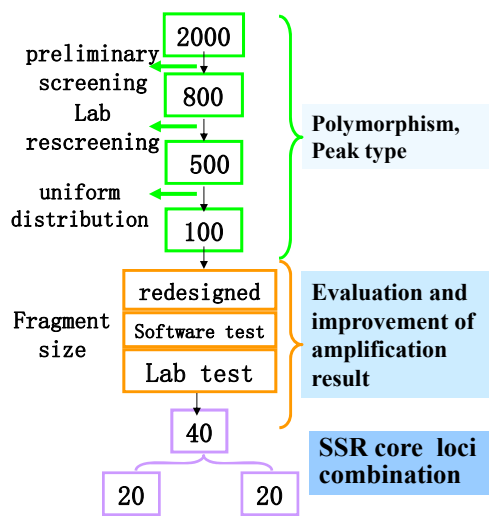 2000
preliminary
screening
800
Lab
rescreening
500
uniform
distribution
100
Polymorphism,
Peak type
redesigned
Software test
Lab test
Fragment
size
Evaluation and
improvement of
amplification
result
40
20
20
SSR core loci
combination